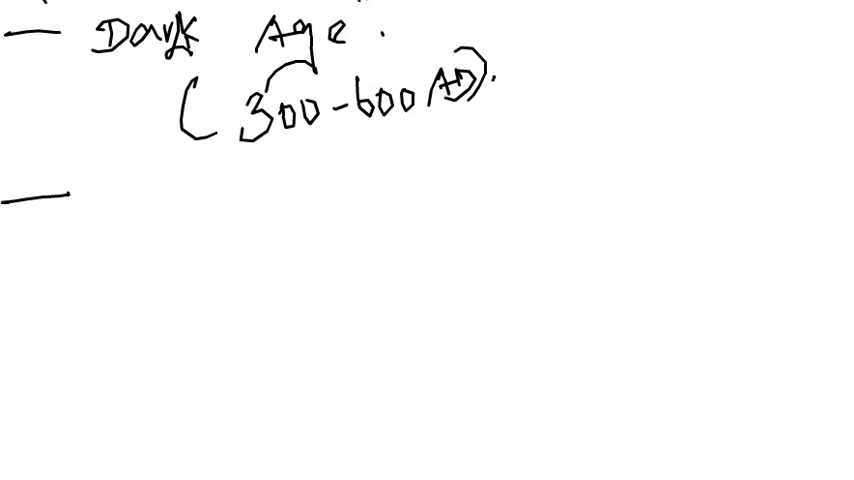 — Dark Age.
(300-600 AD).
—